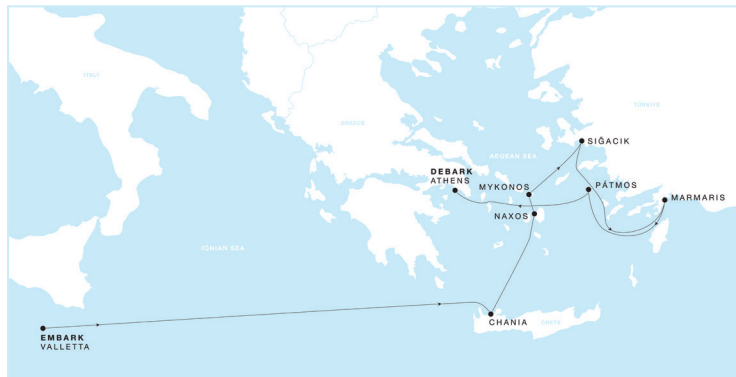 ITALY
GREECE
TÜRKIYE
AEGEAN SEA
SIĞACIK
DEBARK
ATHENS
MYKONOS
PÁTMOS
MARMARIS
NAXOS
IONIAN SEA
CHANIA
CRETE
EMBARK
VALLETTA